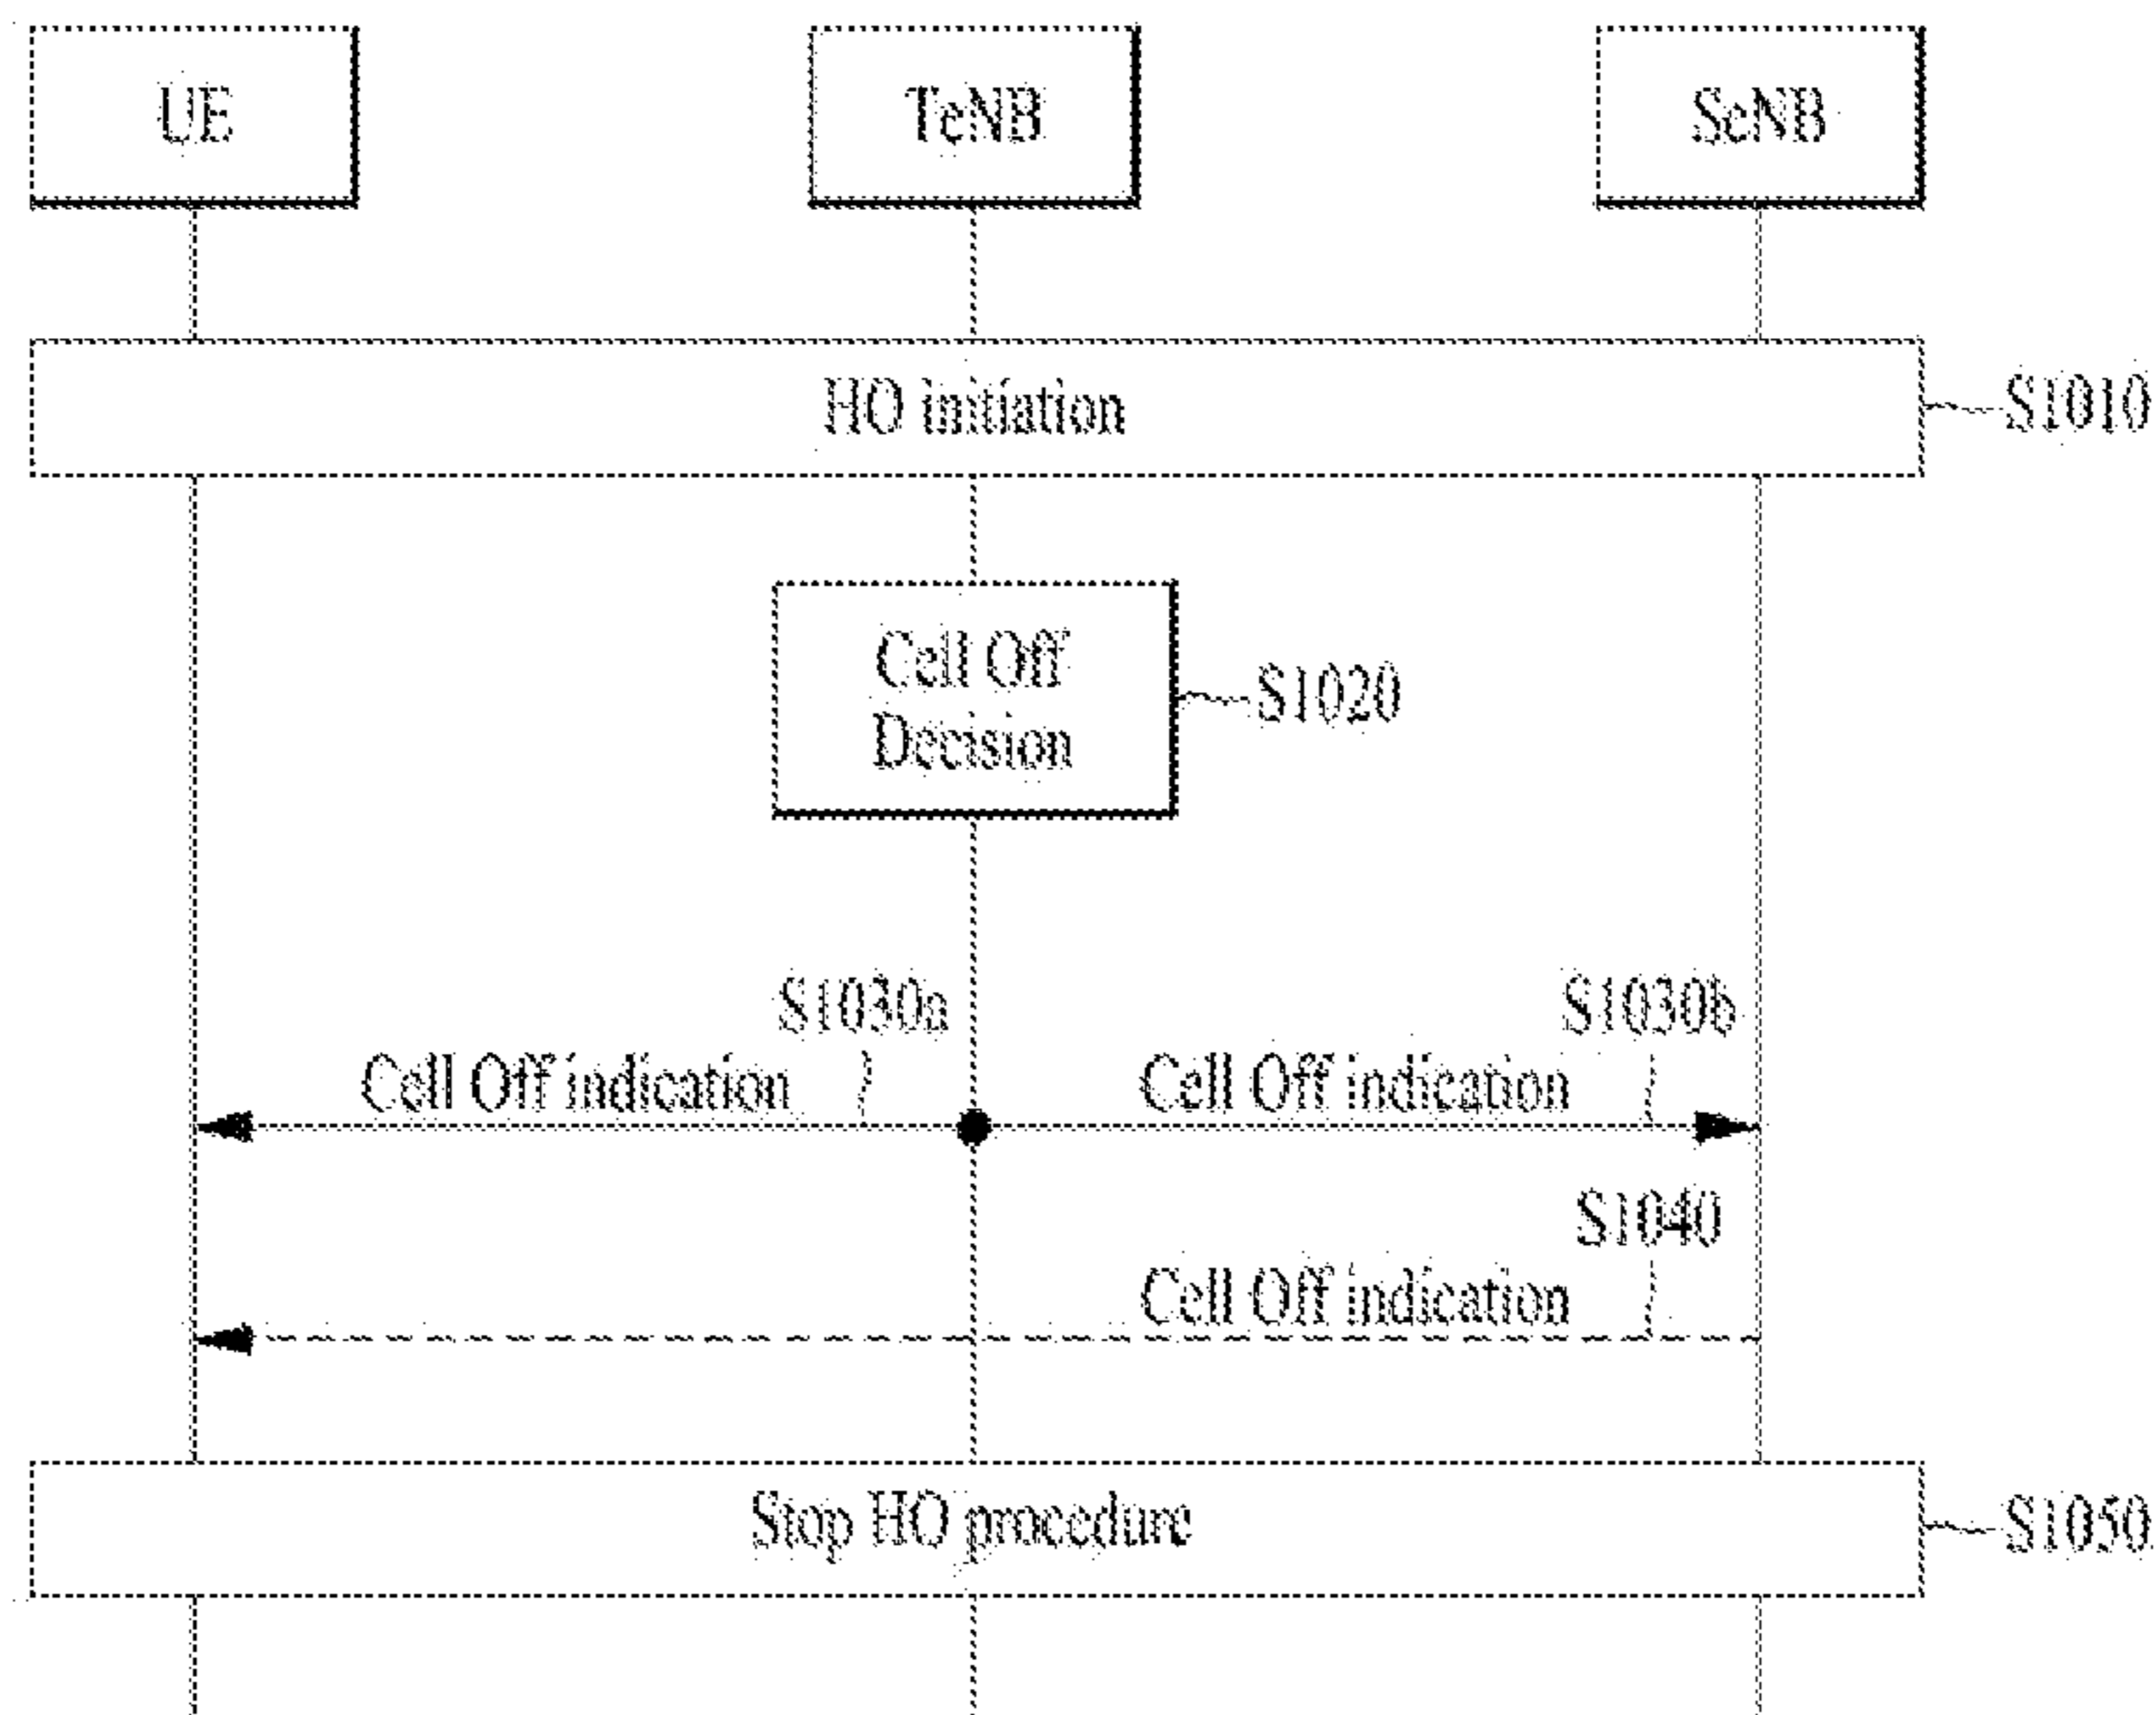 UE
TeNB
SeNB
HO initiation
S1010
Cell Off
Decision
S1020
S1030a
S1030b
Cell Off indication
Cell Off indication
S1040
Cell Off indication
Stop HO procedure
S1050